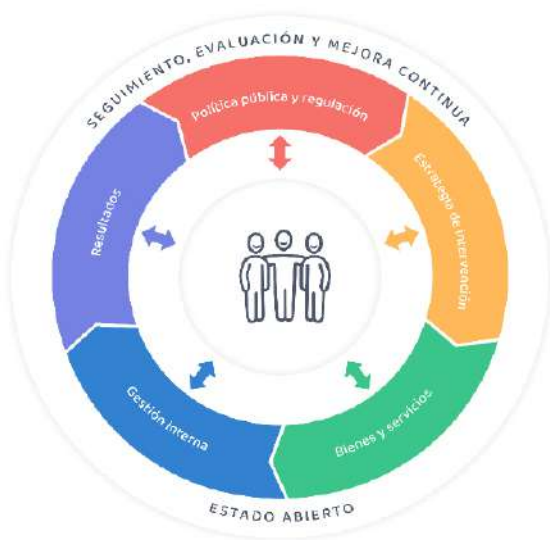 SEGUIMIENTO, EVALUACIÓN Y MEJORA CONTINUA
Política pública y regulación
Estrategia de intervención
Bienes y servicios
Gestión interna
Resultados
ESTADO ABIERTO